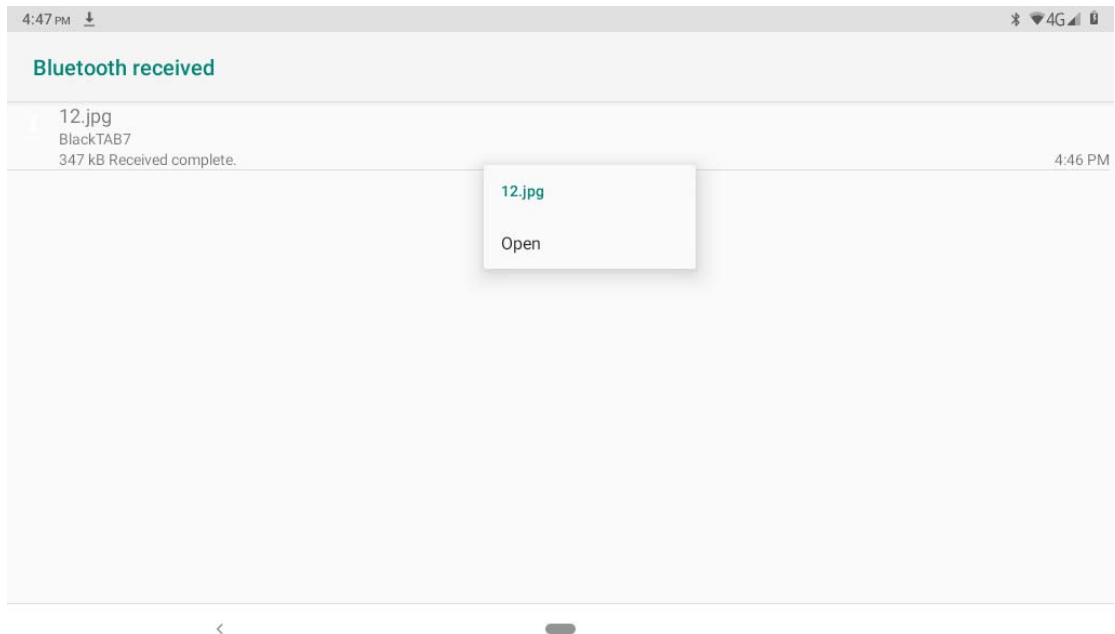 4:47 PM
4G
Bluetooth received
12.jpg
BlackTAB7
347 kB Received complete.
4:46 PM
12.jpg
Open